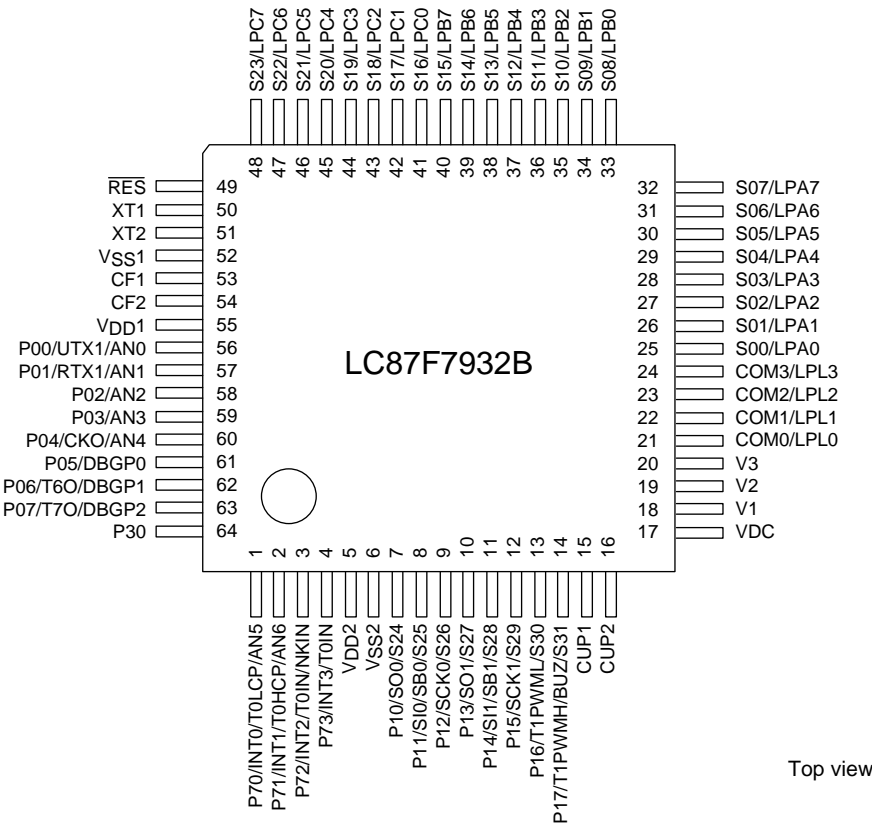 S23/LPC7
S22/LPC6
S21/LPC5
S20/LPC4
S19/LPC3
S18/LPC2
S17/LPC1
S16/LPC0
S15/LPB7
S14/LPB6
S13/LPB5
S12/LPB4
S11/LPB3
S10/LPB2
S09/LPB1
S08/LPB0
48
47
46
45
44
43
42
41
40
39
38
37
36
35
34
33
RES 49
XT1 50
XT2 51
VSS1 52
CF1 53
CF2 54
VDD1 55
P00/UTX1/AN0 56
P01/RTX1/AN1 57
P02/AN2 58
P03/AN3 59
P04/CKO/AN4 60
P05/DBGP0 61
P06/T6O/DBGP1 62
P07/T7O/DBGP2 63
P30 64
LC87F7932B
32 S07/LPA7
31 S06/LPA6
30 S05/LPA5
29 S04/LPA4
28 S03/LPA3
27 S02/LPA2
26 S01/LPA1
25 S00/LPA0
24 COM3/LPL3
23 COM2/LPL2
22 COM1/LPL1
21 COM0/LPL0
20 V3
19 V2
18 V1
17 VDC
1
2
3
4
5
6
7
8
9
10
11
12
13
14
15
16
P70/INT0/T0LCP/AN5
P71/INT1/T0HCP/AN6
P72/INT2/T0IN/NKIN
P73/INT3/T0IN
VDD2
VSS2
P10/SO0/S24
P11/SI0/SB0/S25
P12/SCK0/S26
P13/SO1/S27
P14/SI1/SB1/S28
P15/SCK1/S29
P16/T1PWML/S30
P17/T1PWMH/BUZ/S31
CUP1
CUP2
Top view